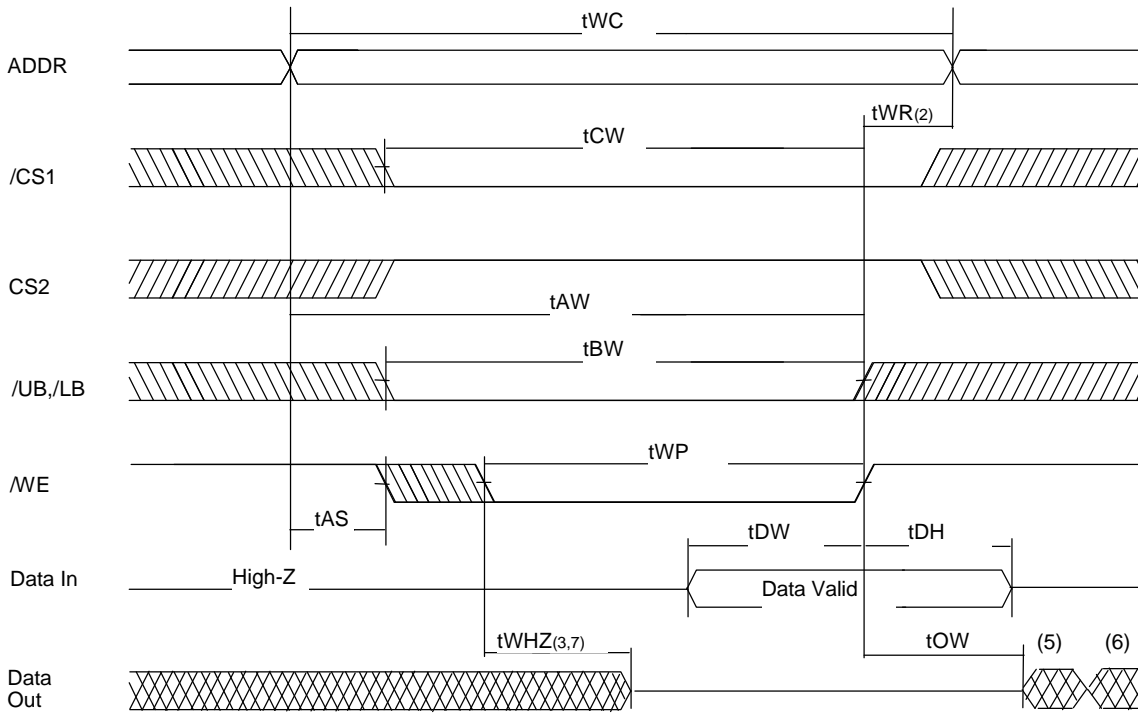 tWC
ADDR
tWR(2)
tCW
/CS1
CS2
tAW
tBW
/UB,/LB
tWP
/WE
tAS
tDW tDH
Data In High-Z Data Valid
tWHZ(3,7) tOW (5) (6)
Data
Out